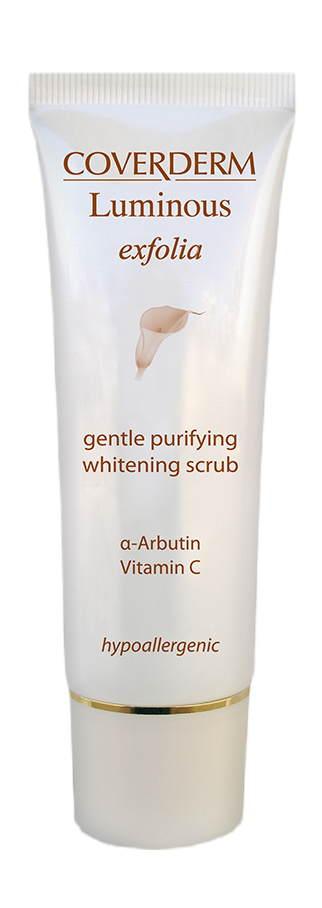 COVERDERM
Luminous
exfolia
gentle purifying
whitening scrub
α-Arbutin
Vitamin C
hypoallergenic